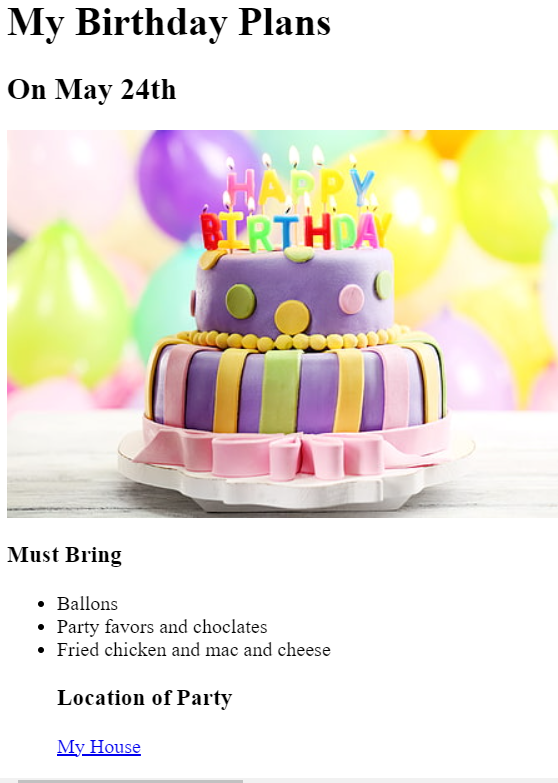 My Birthday Plans
On May 24th
HAPPY
BIRTHDAY
Must Bring
Ballons
Party favors and choclates
Fried chicken and mac and cheese
Location of Party
My House